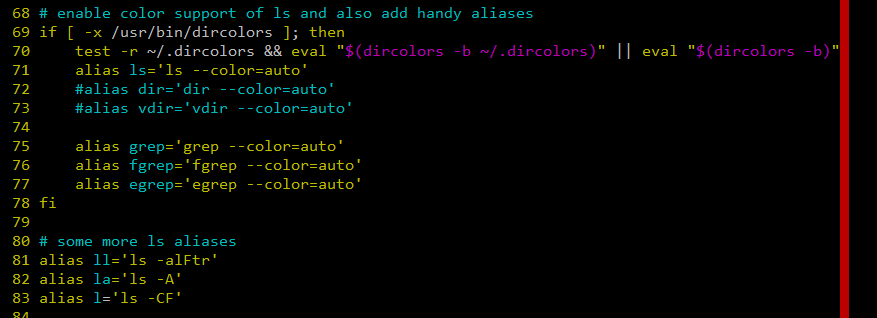 68 # enable color support of ls and also add handy aliases
69 if [ -x /usr/bin/dircolors ]; then
70     test -r ~/.dircolors && eval "$(dircolors -b ~/.dircolors)" || eval "$(dircolors -b)"
71     alias ls='ls --color=auto'
72     #alias dir='dir --color=auto'
73     #alias vdir='vdir --color=auto'
74
75     alias grep='grep --color=auto'
76     alias fgrep='fgrep --color=auto'
77     alias egrep='egrep --color=auto'
78 fi
79
80 # some more ls aliases
81 alias ll='ls -alFtr'
82 alias la='ls -A'
83 alias l='ls -CF'
84